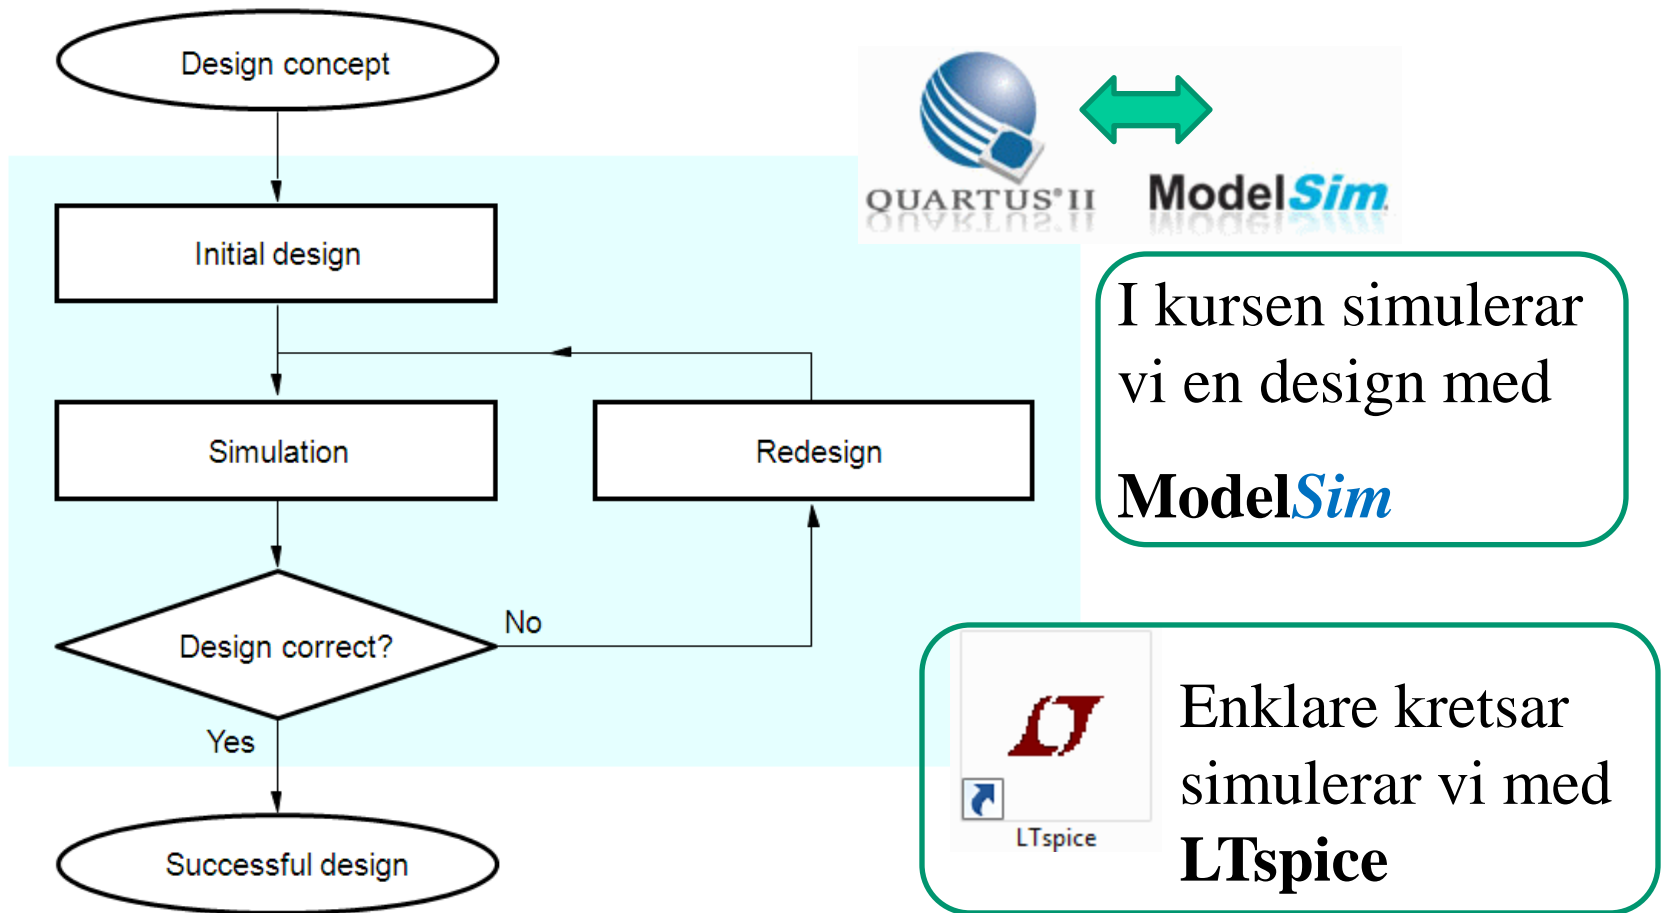 Design concept
Initial design
Simulation
Redesign
Design correct?
No
Yes
Successful design
QUARTUS®II
ModelSim
I kursen simulerar
vi en design med
ModelSim
LTspice
Enklare kretsar
simulerar vi med
LTspice